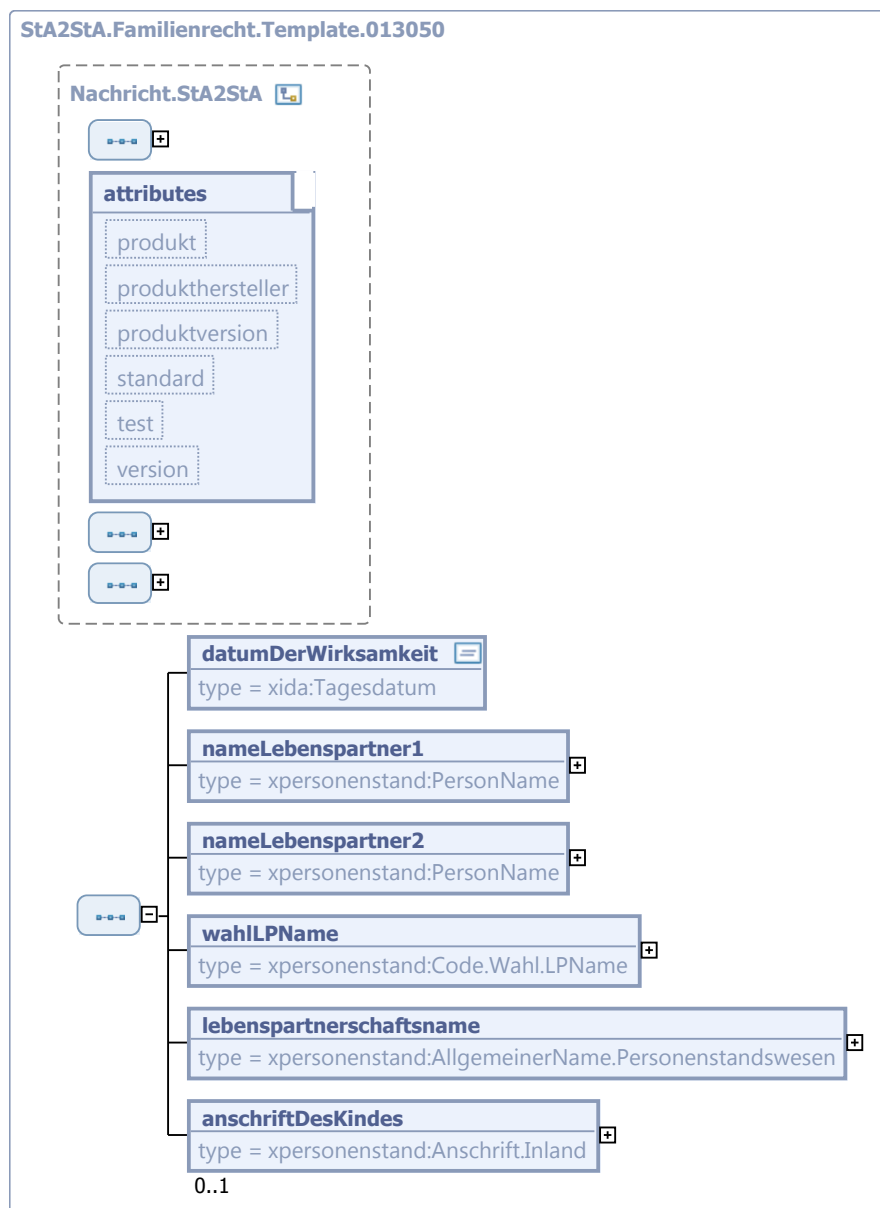 StA2StA.Familienrecht.Template.013050
Nachricht.StA2StA
attributes
produkt
produkthersteller
produktversion
standard
test
version
datumDerWirksamkeit
type = xida:Tagesdatum
nameLebenspartner1
type = xpersonenstand:PersonName
nameLebenspartner2
type = xpersonenstand:PersonName
wahlLPName
type = xpersonenstand:Code.Wahl.LPName
lebenspartnerschaftsname
type = xpersonenstand:AllgemeinerName.Personenstandswesen
anschriftDesKindes
type = xpersonenstand:Anschrift.Inland
0..1